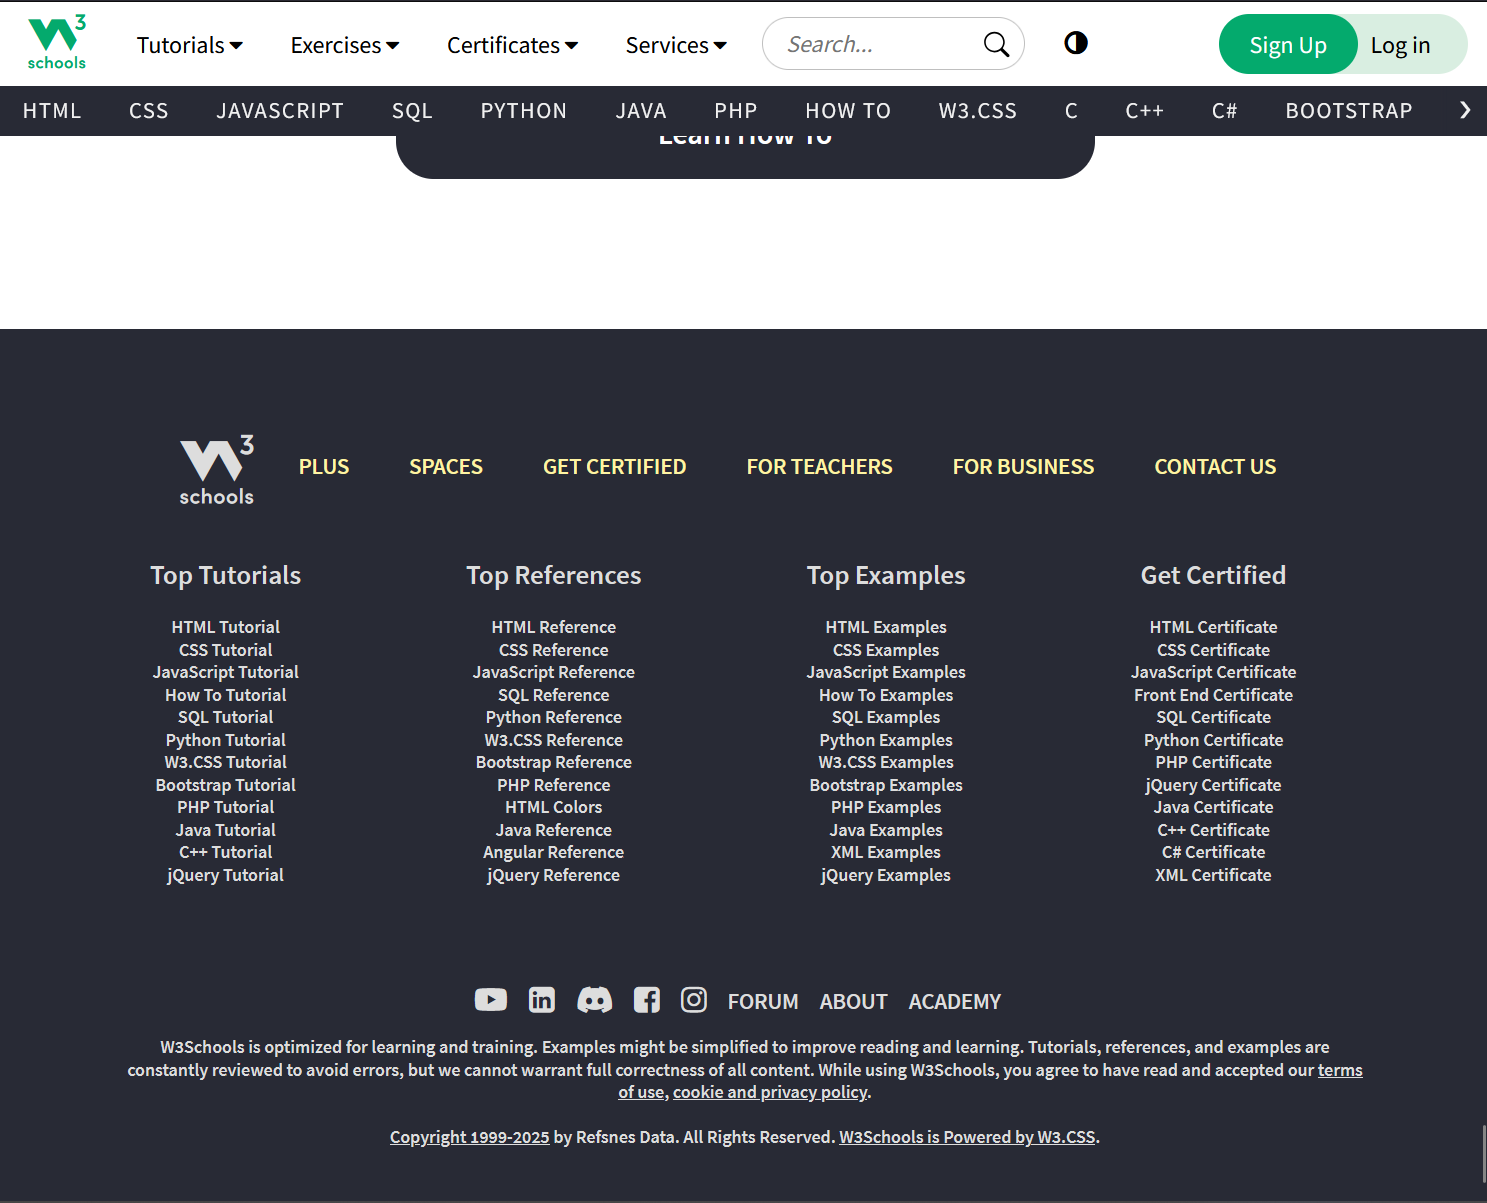 W3 schools
Tutorials Exercises Certificates Services Search... Sign Up Log in
HTML CSS JAVASCRIPT SQL PYTHON JAVA PHP HOW TO W3.CSS C C++ C# BOOTSTRAP
Learn How To
W3 schools PLUS SPACES GET CERTIFIED FOR TEACHERS FOR BUSINESS CONTACT US
Top Tutorials
HTML Tutorial
CSS Tutorial
JavaScript Tutorial
How To Tutorial
SQL Tutorial
Python Tutorial
W3.CSS Tutorial
Bootstrap Tutorial
PHP Tutorial
Java Tutorial
C++ Tutorial
jQuery Tutorial
Top References
HTML Reference
CSS Reference
JavaScript Reference
SQL Reference
Python Reference
W3.CSS Reference
Bootstrap Reference
PHP Reference
HTML Colors
Java Reference
Angular Reference
jQuery Reference
Top Examples
HTML Examples
CSS Examples
JavaScript Examples
How To Examples
SQL Examples
Python Examples
W3.CSS Examples
Bootstrap Examples
PHP Examples
Java Examples
XML Examples
jQuery Examples
Get Certified
HTML Certificate
CSS Certificate
JavaScript Certificate
Front End Certificate
SQL Certificate
Python Certificate
PHP Certificate
jQuery Certificate
Java Certificate
C++ Certificate
C# Certificate
XML Certificate
FORUM ABOUT ACADEMY
W3Schools is optimized for learning and training. Examples might be simplified to improve reading and learning. Tutorials, references, and examples are
constantly reviewed to avoid errors, but we cannot warrant full correctness of all content. While using W3Schools, you agree to have read and accepted our terms
of use, cookie and privacy policy.
Copyright 1999-2025 by Refsnes Data. All Rights Reserved. W3Schools is Powered by W3.CSS.